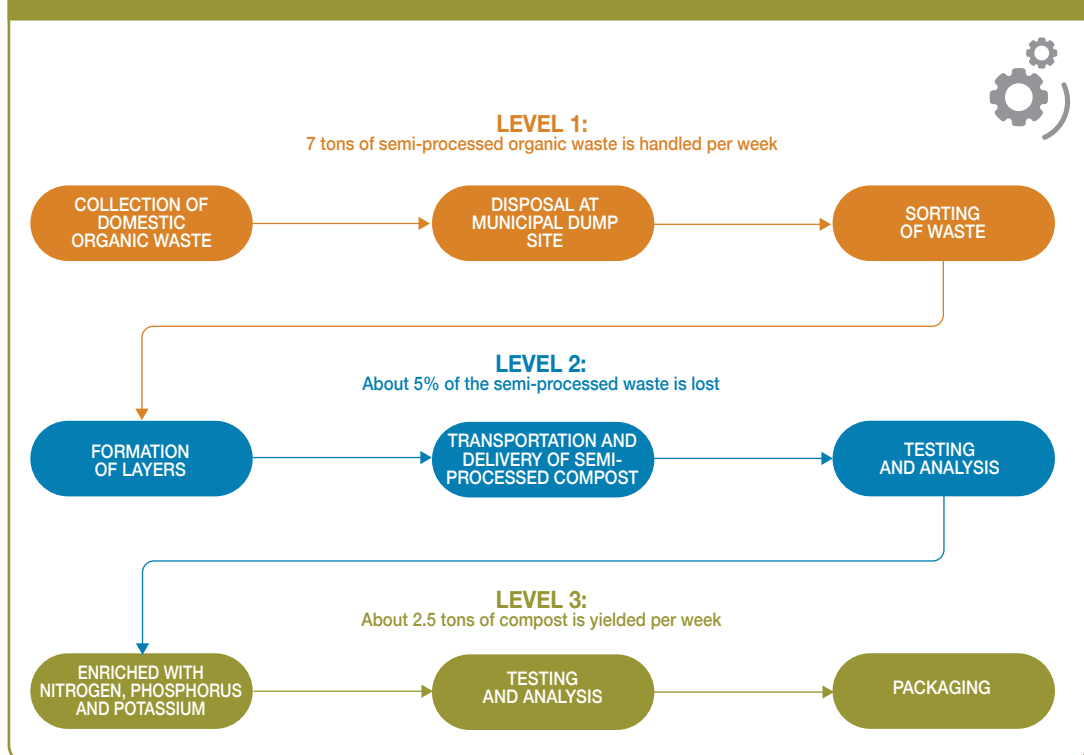 LEVEL 1:
7 tons of semi-processed organic waste is handled per week
COLLECTION OF
DOMESTIC
ORGANIC WASTE
DISPOSAL AT
MUNICIPAL DUMP
SITE
SORTING
OF WASTE
LEVEL 2:
About 5% of the semi-processed waste is lost
FORMATION
OF LAYERS
TRANSPORTATION AND
DELIVERY OF SEMI-
PROCESSED COMPOST
TESTING
AND ANALYSIS
LEVEL 3:
About 2.5 tons of compost is yielded per week
ENRICHED WITH
NITROGEN, PHOSPHORUS
AND POTASSIUM
TESTING
AND ANALYSIS
PACKAGING